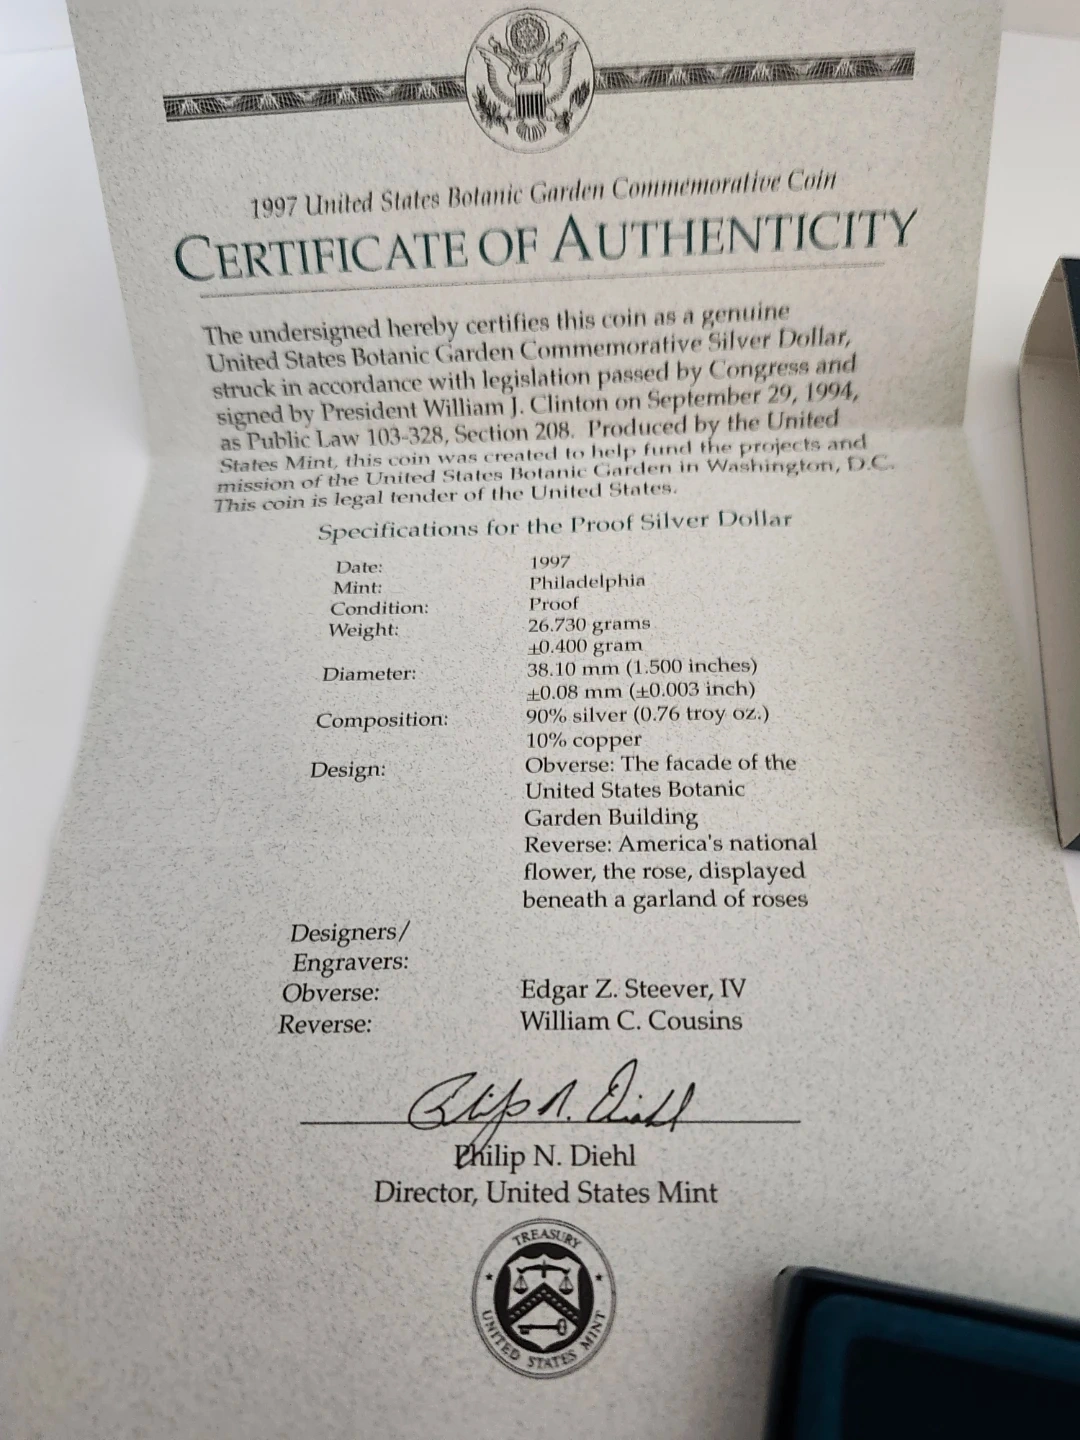 1997 United States Botanic Garden Commemorative Coin
CERTIFICATE OF AUTHENTICITY
The undersigned hereby certifies this coin as a genuine
United States Botanic Garden Commemorative Silver Dollar,
struck in accordance with legislation passed by Congress and
signed by President William J. Clinton on September 29, 1994,
as Public Law 103-328, Section 208. Produced by the United
States Mint, this coin was created to help fund the projects and
mission of the United States Botanic Garden in Washington, D.C.
This coin is legal tender of the United States.
Specifications for the Proof Silver Dollar
Date: 1997
Mint: Philadelphia
Condition: Proof
Weight: 26.730 grams
±0.400 gram
Diameter: 38.10 mm (1.500 inches)
±0.08 mm (±0.003 inch)
Composition: 90% silver (0.76 troy oz.)
10% copper
Design: Obverse: The facade of the
United States Botanic
Garden Building
Reverse: America's national
flower, the rose, displayed
beneath a garland of roses
Designers/
Engravers:
Obverse: Edgar Z. Steever, IV
Reverse: William C. Cousins
Philip N. Diehl
Philip N. Diehl
Director, United States Mint
TREASURY
UNITED STATES MINT